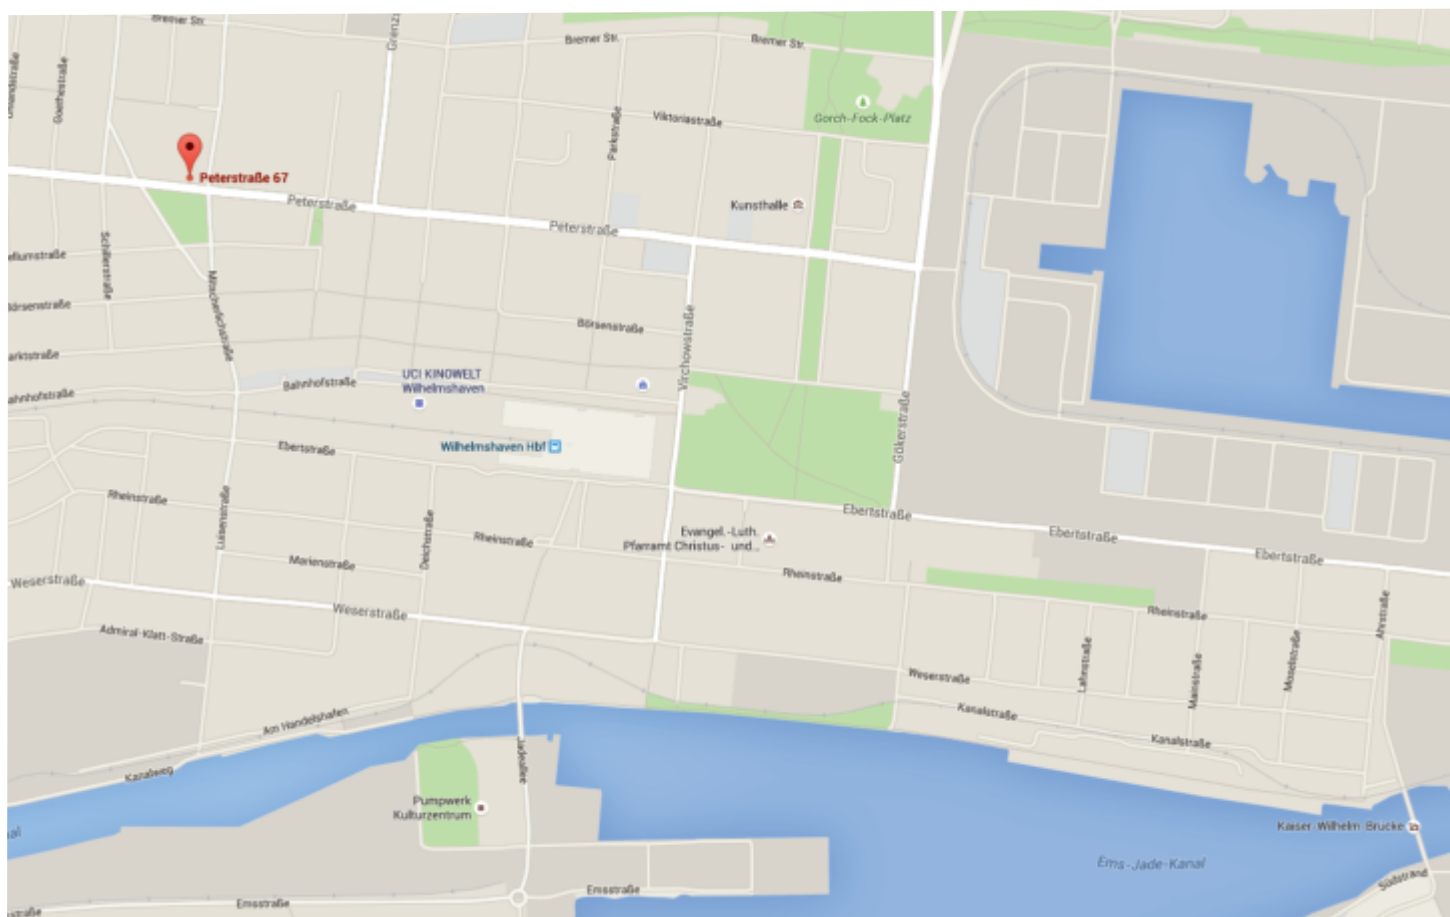 Bremer Str.
Bremer Str.
Bremer Str.
Goethestraße
Parkstraße
Viktoriastraße
Gorch-Fock-Platz
Peterstraße 67
Peterstraße
Kunsthalle
Peterstraße
Schillerstraße
Mitscherlichstraße
Börsenstraße
Virchowstraße
UCI KINOWELT
Wilhelmshaven
Bahnhofstraße
Gökerstraße
Wilhelmshaven Hbf
Ebertstraße
Rheinstraße
Luisenstraße
Deichstraße
Rheinstraße
Evangel.-Luth.
Pfarramt Christus- und...
Ebertstraße
Ebertstraße
Ebertstraße
Marienstraße
Weserstraße
Weserstraße
Rheinstraße
Rheinstraße
Ahrstraße
Admiral-Klatt-Straße
Weserstraße
Lahnstraße
Mainstraße
Moselstraße
Am Handelshafen
Kanalstraße
Kanalstraße
Kanalweg
Jadeallee
Pumpwerk
Kulturzentrum
Kaiser Wilhelm Brücke
Ems-Jade-Kanal
Südstrand
Emsstraße
Emsstraße